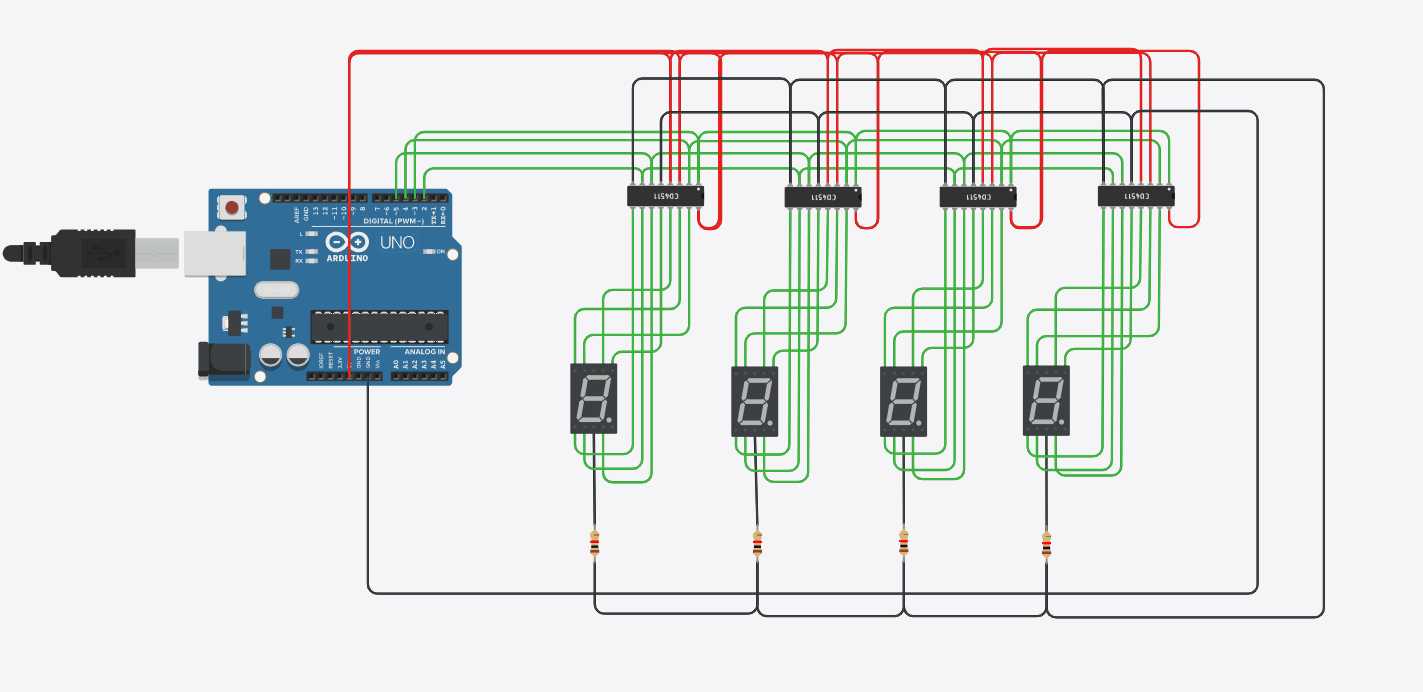 CD4511
CD4511
CD4511
CD4511
AREF
GND
13
12
~11
~10
~9
8
7
~6
~5
4
~3
2
TX→1
RX←0
DIGITAL (PWM~)
L
TX
RX
UNO
ARDUINO
ON
POWER
ANALOG IN
IOREF
RESET
3.3V
GND
GND
Vin
A0
A1
A2
A3
A4
A5